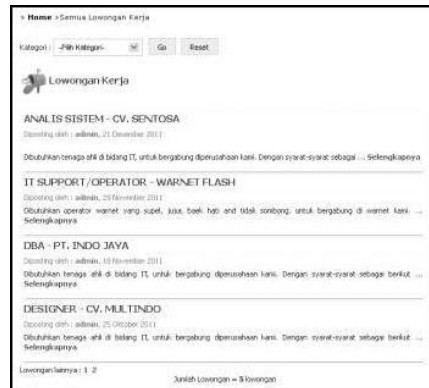 » Home »Semua Lowongan Kerja
Kategori : -Pilih Kategori- Go Reset
Lowongan Kerja
ANALIS SISTEM - CV. SENTOSA
Diposting oleh : admin, 21 Desember 2011
Dibutuhkan tenaga ahli di bidang IT, untuk bergabung diperusahaan kami. Dengan syarat-syarat sebagai ... Selengkapnya
IT SUPPORT/OPERATOR - WARNET FLASH
Diposting oleh : admin, 29 November 2011
Dibutuhkan operator warnet yang supel, jujur, baek hati and tidak sombong, untuk bergabung di warnet kami. ...
Selengkapnya
DBA - PT. INDO JAYA
Diposting oleh : admin, 18 November 2011
Dibutuhkan tenaga ahli di bidang IT, untuk bergabung diperusahaan kami. Dengan syarat-syarat sebagai berikut ...
Selengkapnya
DESIGNER - CV. MULTINDO
Diposting oleh : admin, 25 Oktober 2011
Dibutuhkan tenaga ahli di bidang IT, untuk bergabung diperusahaan kami. Dengan syarat-syarat sebagai berikut ...
Selengkapnya
Lowongan lainnya : 1 2
Jumlah Lowongan = 5 lowongan